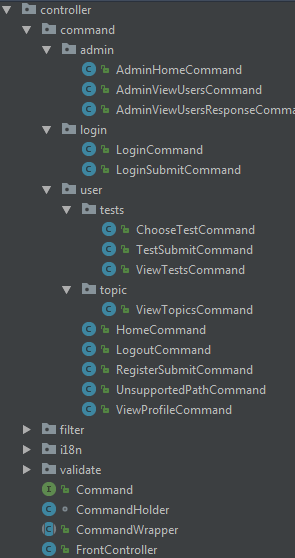 controller
command
admin
AdminHomeCommand
AdminViewUsersCommand
AdminViewUsersResponseComma
login
LoginCommand
LoginSubmitCommand
user
tests
ChooseTestCommand
TestSubmitCommand
ViewTestsCommand
topic
ViewTopicsCommand
HomeCommand
LogoutCommand
RegisterSubmitCommand
UnsupportedPathCommand
ViewProfileCommand
filter
i18n
validate
I Command
C CommandHolder
C CommandWrapper
C FrontController